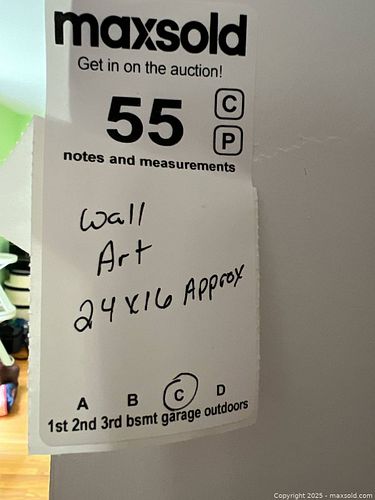 maxsold
Get in on the auction!
55
C
P
notes and measurements
Wall
Art
24x16 Approx
A B C D
1st 2nd 3rd bsmt garage outdoors
Copyright © 2025 - maxsold.com